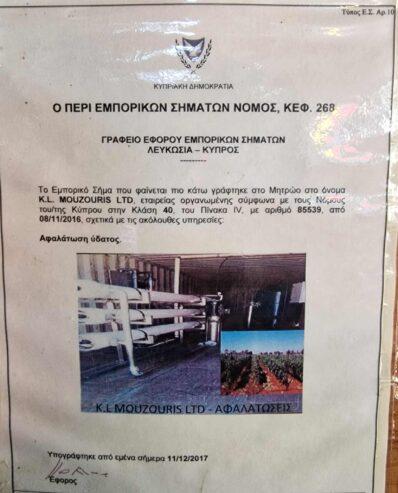 Τύπος Ε.Σ. Αρ.10
ΚΥΠΡΙΑΚΗ ΔΗΜΟΚΡΑΤΙΑ
Ο ΠΕΡΙ ΕΜΠΟΡΙΚΩΝ ΣΗΜΑΤΩΝ ΝΟΜΟΣ, ΚΕΦ. 268
ΓΡΑΦΕΙΟ ΕΦΟΡΟΥ ΕΜΠΟΡΙΚΩΝ ΣΗΜΑΤΩΝ
ΛΕΥΚΩΣΙΑ – ΚΥΠΡΟΣ
---------
Το Εμπορικό Σήμα που φαίνεται πιο κάτω γράφτηκε στο Μητρώο στο όνομα
K.L. MOUZOURIS LTD, εταιρείας οργανωμένης σύμφωνα με τους Νόμους
του/της Κύπρου στην Κλάση 40, του Πίνακα IV, με αριθμό 85539, από
08/11/2016, σχετικά με τις ακόλουθες υπηρεσίες:
Αφαλάτωση ύδατος.
K.L MOUZOURIS LTD - ΑΦΑΛΑΤΩΣΕΙΣ
Υπογράφτηκε από εμένα σήμερα 11/12/2017
Έφορος